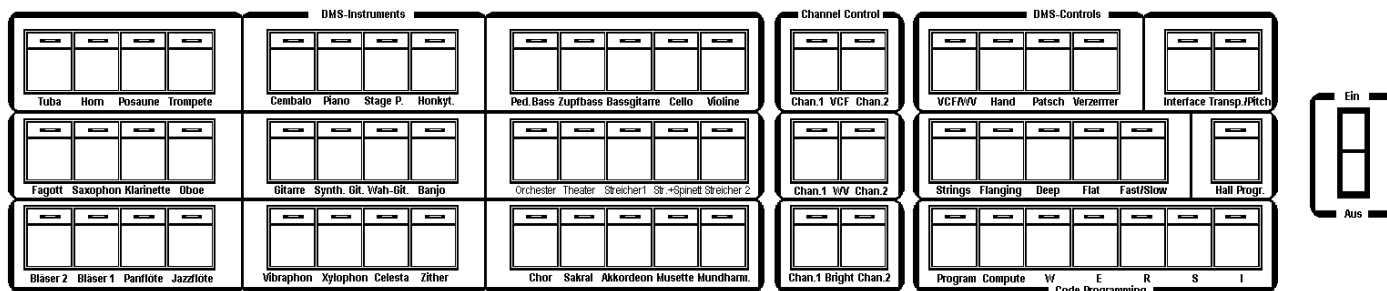 DMS-Instruments Channel Control DMS-Controls
Tuba Horn Posaune Trompete Cembalo Piano Stage P. Honkyt. Ped.Bass Zupfbass Bassgitarre Cello Violine Chan.1 VCF Chan.2 VCF/WV Hand Patsch Verzerrer Interface Transp./Pitch
Ein
Fagott Saxophon Klarinette Oboe Gitarre Synth. Git. Wah-Git. Banjo Orchester Theater Streicher1 Str.+Spinett Streicher 2 Chan.1 WV Chan.2 Strings Flanging Deep Flat Fast/Slow Hall Progr.
Aus
Bläser 2 Bläser 1 Panflöte Jazzflöte Vibraphon Xylophon Celesta Zither Chor Sakral Akkordeon Musette Mundharm. Chan.1 Bright Chan.2 Program Compute W E R S I
Code Programming